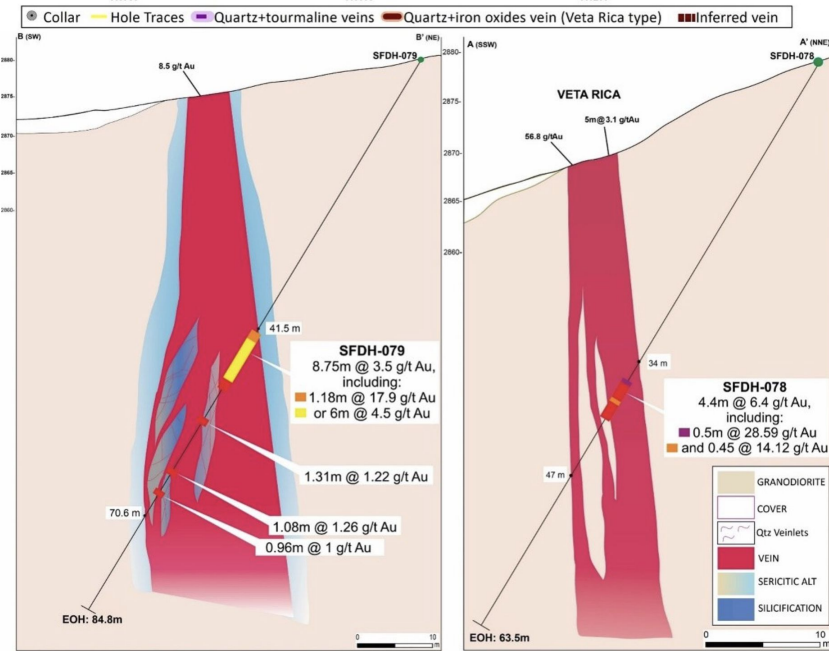 Collar Hole Traces Quartz+tourmaline veins Quartz+iron oxides vein (Veta Rica type) Inferred vein
B (SW)
B' (NE)
SFDH-079
8.5 g/t Au
2880
2875
2870
2865
2860
41.5 m
SFDH-079
8.75m @ 3.5 g/t Au,
including:
1.18m @ 17.9 g/t Au
or 6m @ 4.5 g/t Au
1.31m @ 1.22 g/t Au
1.08m @ 1.26 g/t Au
0.96m @ 1 g/t Au
70.6 m
EOH: 84.8m
0 10
m
A (SSW)
A' (NNE)
SFDH-078
VETA RICA
5m@3.1 g/tAu
56.8 g/tAu
2880
2875
2870
2865
2860
34 m
SFDH-078
4.4m @ 6.4 g/t Au,
including:
0.5m @ 28.59 g/t Au
and 0.45 @ 14.12 g/t Au
47 m
EOH: 63.5m
GRANODIORITE
COVER
Qtz Veinlets
VEIN
SERICITIC ALT
SILICIFICATION
0 10
m